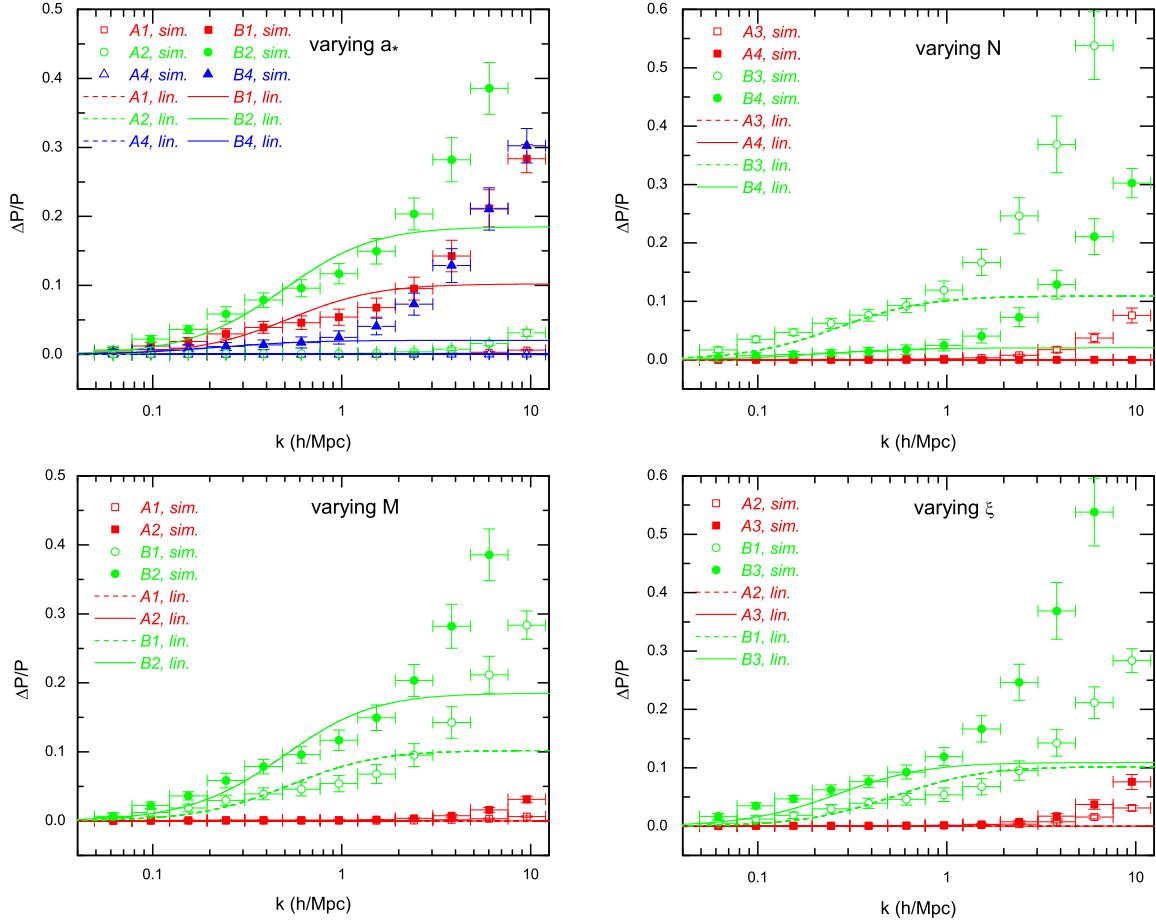 varying a*
A1, sim. B1, sim.
A2, sim. B2, sim.
A4, sim. B4, sim.
A1, lin. B1, lin.
A2, lin. B2, lin.
A4, lin. B4, lin.
0.5
0.4
0.3
0.2
0.1
0.0
ΔP/P
0.1 1 10
k (h/Mpc)
varying N
A3, sim.
A4, sim.
B3, sim.
B4, sim.
A3, lin.
A4, lin.
B3, lin.
B4, lin.
0.6
0.5
0.4
0.3
0.2
0.1
0.0
ΔP/P
0.1 1 10
k (h/Mpc)
varying M
A1, sim.
A2, sim.
B1, sim.
B2, sim.
A1, lin.
A2, lin.
B1, lin.
B2, lin.
0.5
0.4
0.3
0.2
0.1
0.0
ΔP/P
0.1 1 10
k (h/Mpc)
varying ξ
A2, sim.
A3, sim.
B1, sim.
B3, sim.
A2, lin.
A3, lin.
B1, lin.
B3, lin.
0.6
0.5
0.4
0.3
0.2
0.1
0.0
ΔP/P
0.1 1 10
k (h/Mpc)